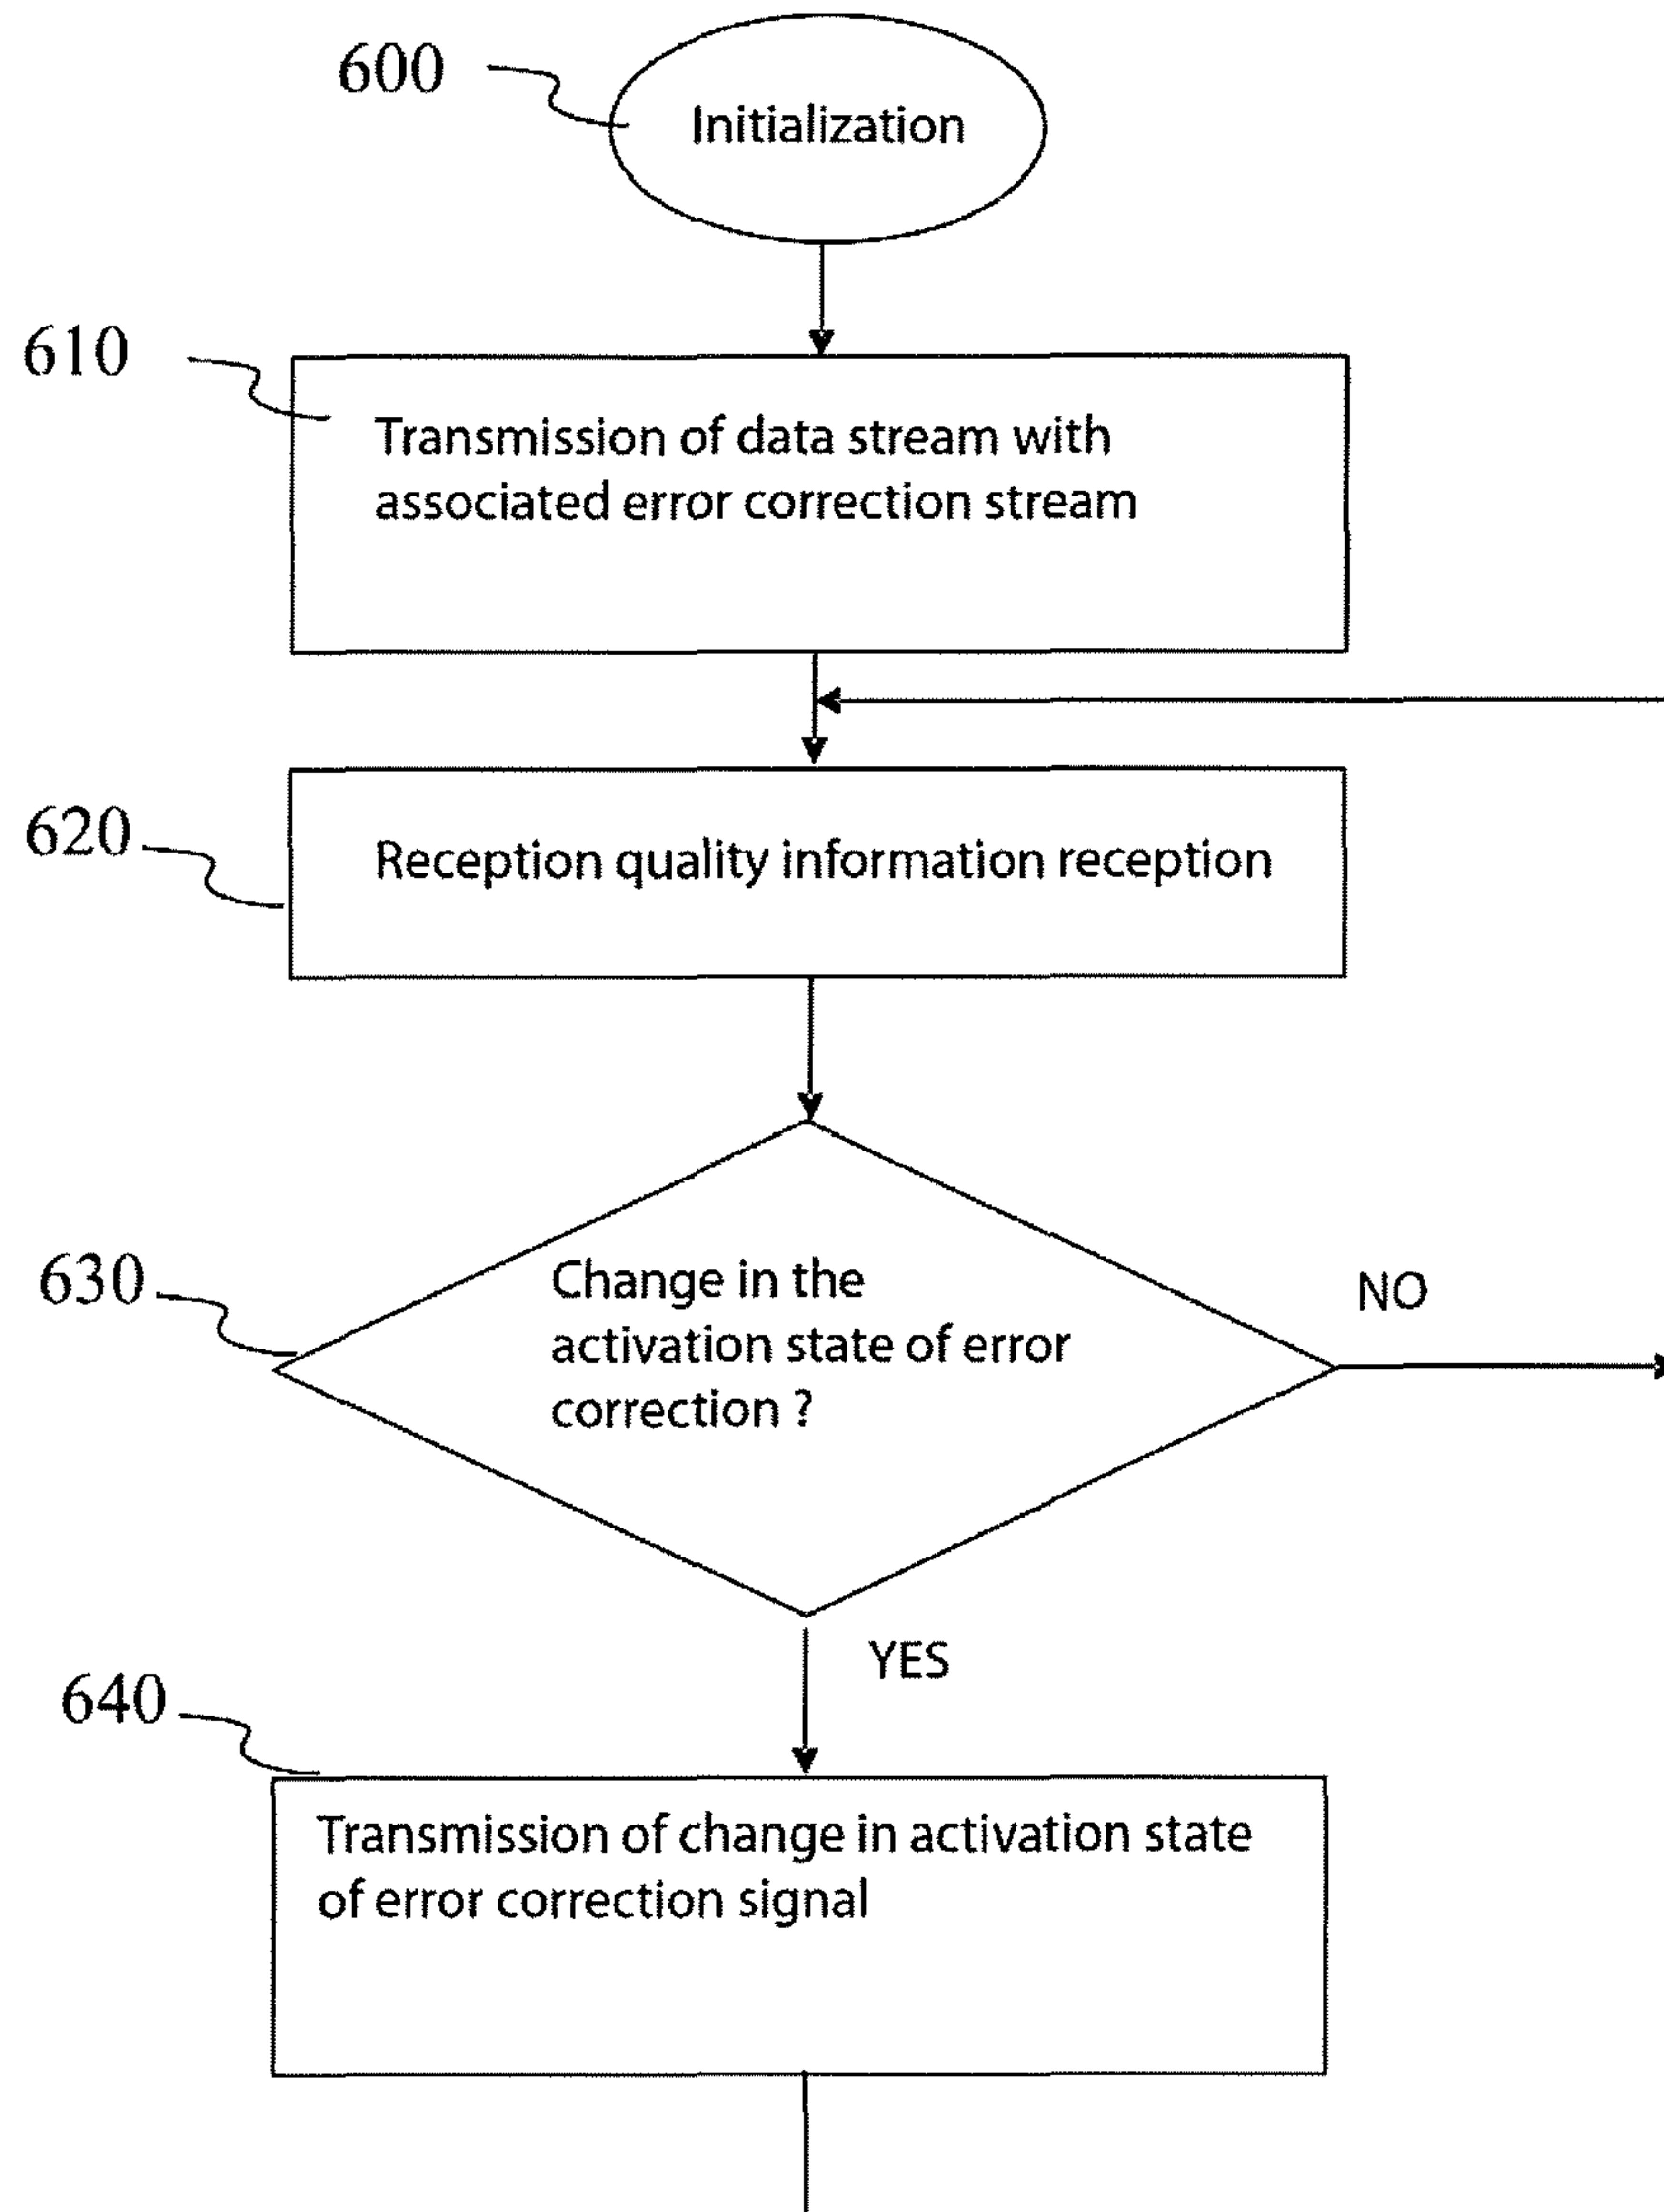 600
Initialization
610
Transmission of data stream with
associated error correction stream
620
Reception quality information reception
630
Change in the
activation state of error
correction ?
NO
YES
640
Transmission of change in activation state
of error correction signal